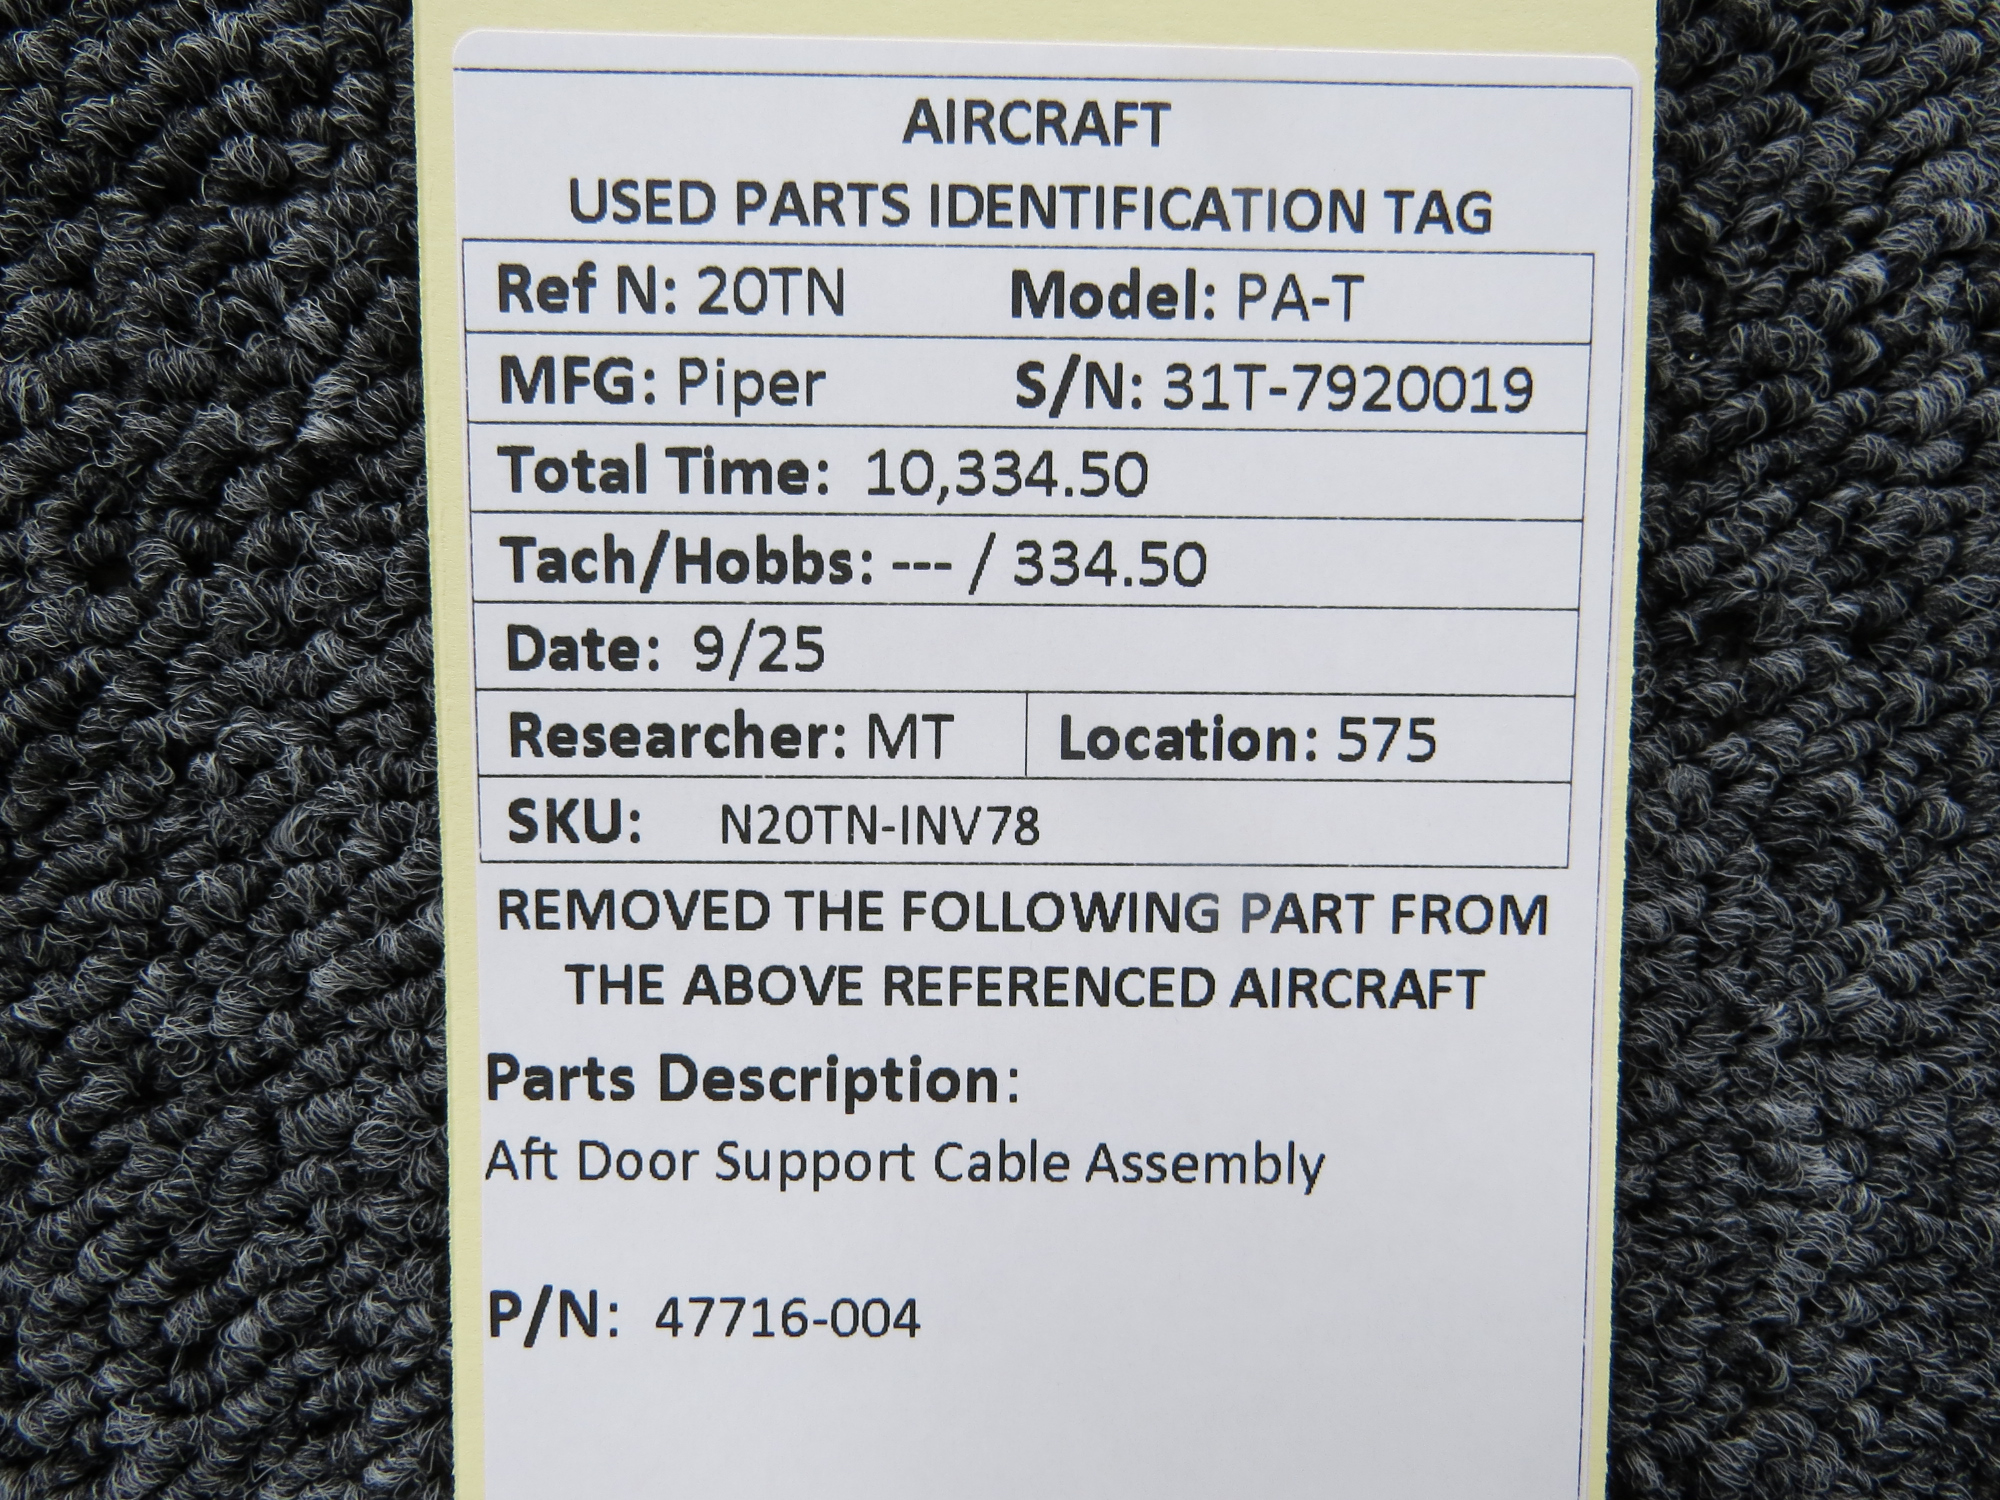 AIRCRAFT
USED PARTS IDENTIFICATION TAG
Ref N: 20TN Model: PA-T
MFG: Piper S/N: 31T-7920019
Total Time: 10,334.50
Tach/Hobbs: --- / 334.50
Date: 9/25
Researcher: MT Location: 575
SKU: N20TN-INV78
REMOVED THE FOLLOWING PART FROM
THE ABOVE REFERENCED AIRCRAFT
Parts Description:
Aft Door Support Cable Assembly
P/N: 47716-004